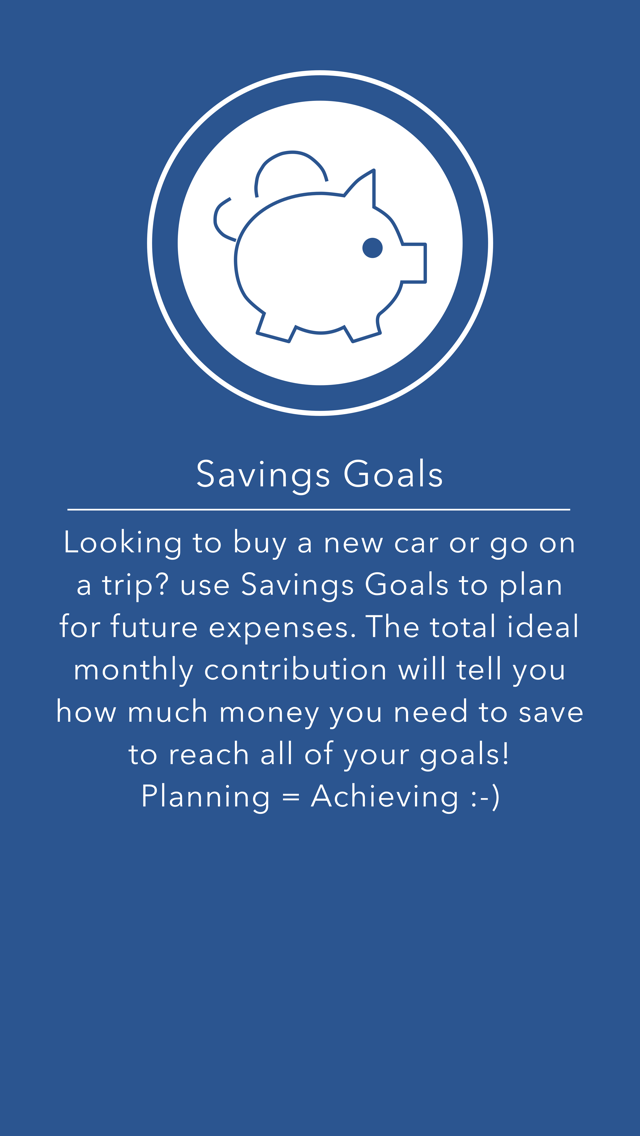 Savings Goals
Looking to buy a new car or go on
a trip? use Savings Goals to plan
for future expenses. The total ideal
monthly contribution will tell you
how much money you need to save
to reach all of your goals!
Planning = Achieving :-)